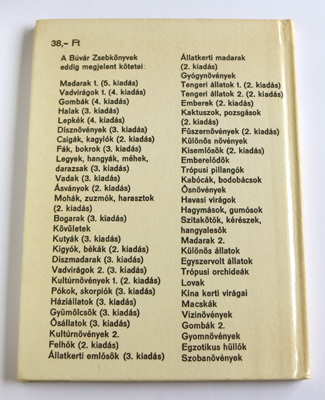 38,– Ft
A Búvár Zsebkönyvek
eddig megjelent kötetei:
Madarak 1. (5. kiadás)
Vadvirágok 1. (4. kiadás)
Gombák (4. kiadás)
Halak (3. kiadás)
Lepkék (4. kiadás)
Dísznövények (3. kiadás)
Csigák, kagylók (2. kiadás)
Fák, bokrok (3. kiadás)
Legyek, hangyák, méhek,
darazsak (3. kiadás)
Vadak (3. kiadás)
Ásványok (2. kiadás)
Mohák, zuzmók, harasztok
(2. kiadás)
Bogarak (3. kiadás)
Kövületek
Kutyák (3. kiadás)
Kígyók, békák (2. kiadás)
Díszmadarak (3. kiadás)
Vadvirágok 2. (3. kiadás)
Kultúrnövények 1. (2. kiadás)
Pókok, skorpiók (3. kiadás)
Háziállatok (3. kiadás)
Gyümölcsök (3. kiadás)
Ősállatok (3. kiadás)
Kultúrnövények 2.
Felhők (2. kiadás)
Állatkerti emlősök (3. kiadás)
Állatkerti madarak
(2. kiadás)
Gyógynövények
Tengeri állatok 1. (2. kiadás)
Tengeri állatok 2. (2. kiadás)
Emberek (2. kiadás)
Kaktuszok, pozsgások
(2. kiadás)
Fűszernövények (2. kiadás)
Különös növények
Kisemlősök (2. kiadás)
Emberelődök
Trópusi pillangók
Kabócák, bodobácsok
Ősnövények
Havasi virágok
Hagymások, gumósok
Szitakötők, kérészek,
hangyalesők
Madarak 2.
Különös állatok
Egyszervolt állatok
Trópusi orchideák
Lovak
Kína kerti virágai
Macskák
Vízinövények
Gombák 2.
Gyomnövények
Egzotikus hüllők
Szobanövények